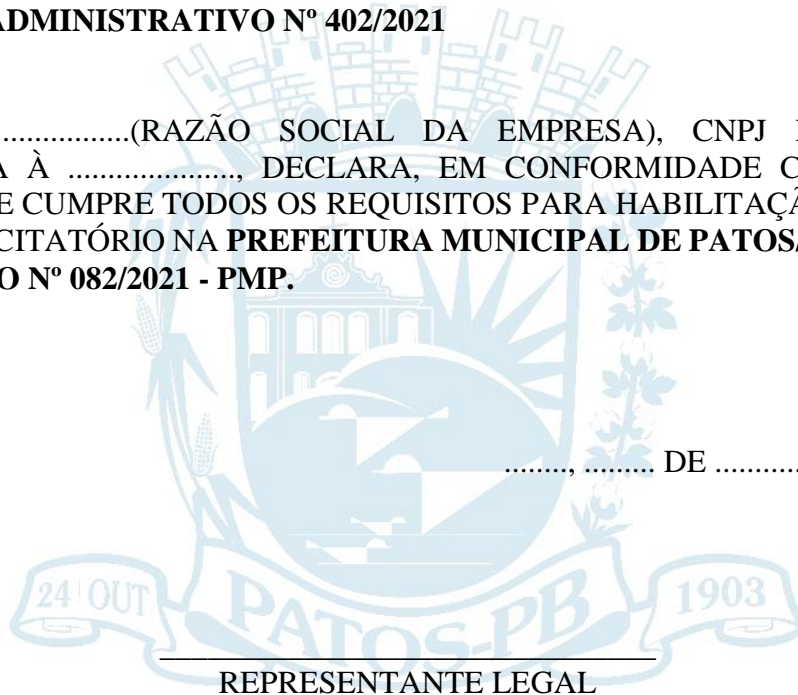 ADMINISTRATIVO Nº 402/2021
................(RAZÃO SOCIAL DA EMPRESA), CNPJ
A À ...................., DECLARA, EM CONFORMIDADE
E CUMPRE TODOS OS REQUISITOS PARA HABILITAÇÃ
CITATÓRIO NA PREFEITURA MUNICIPAL DE PATOS/
O Nº 082/2021 - PMP.
........, ......... DE ...........
24 OUT
PATOS-PB
1903
REPRESENTANTE LEGAL